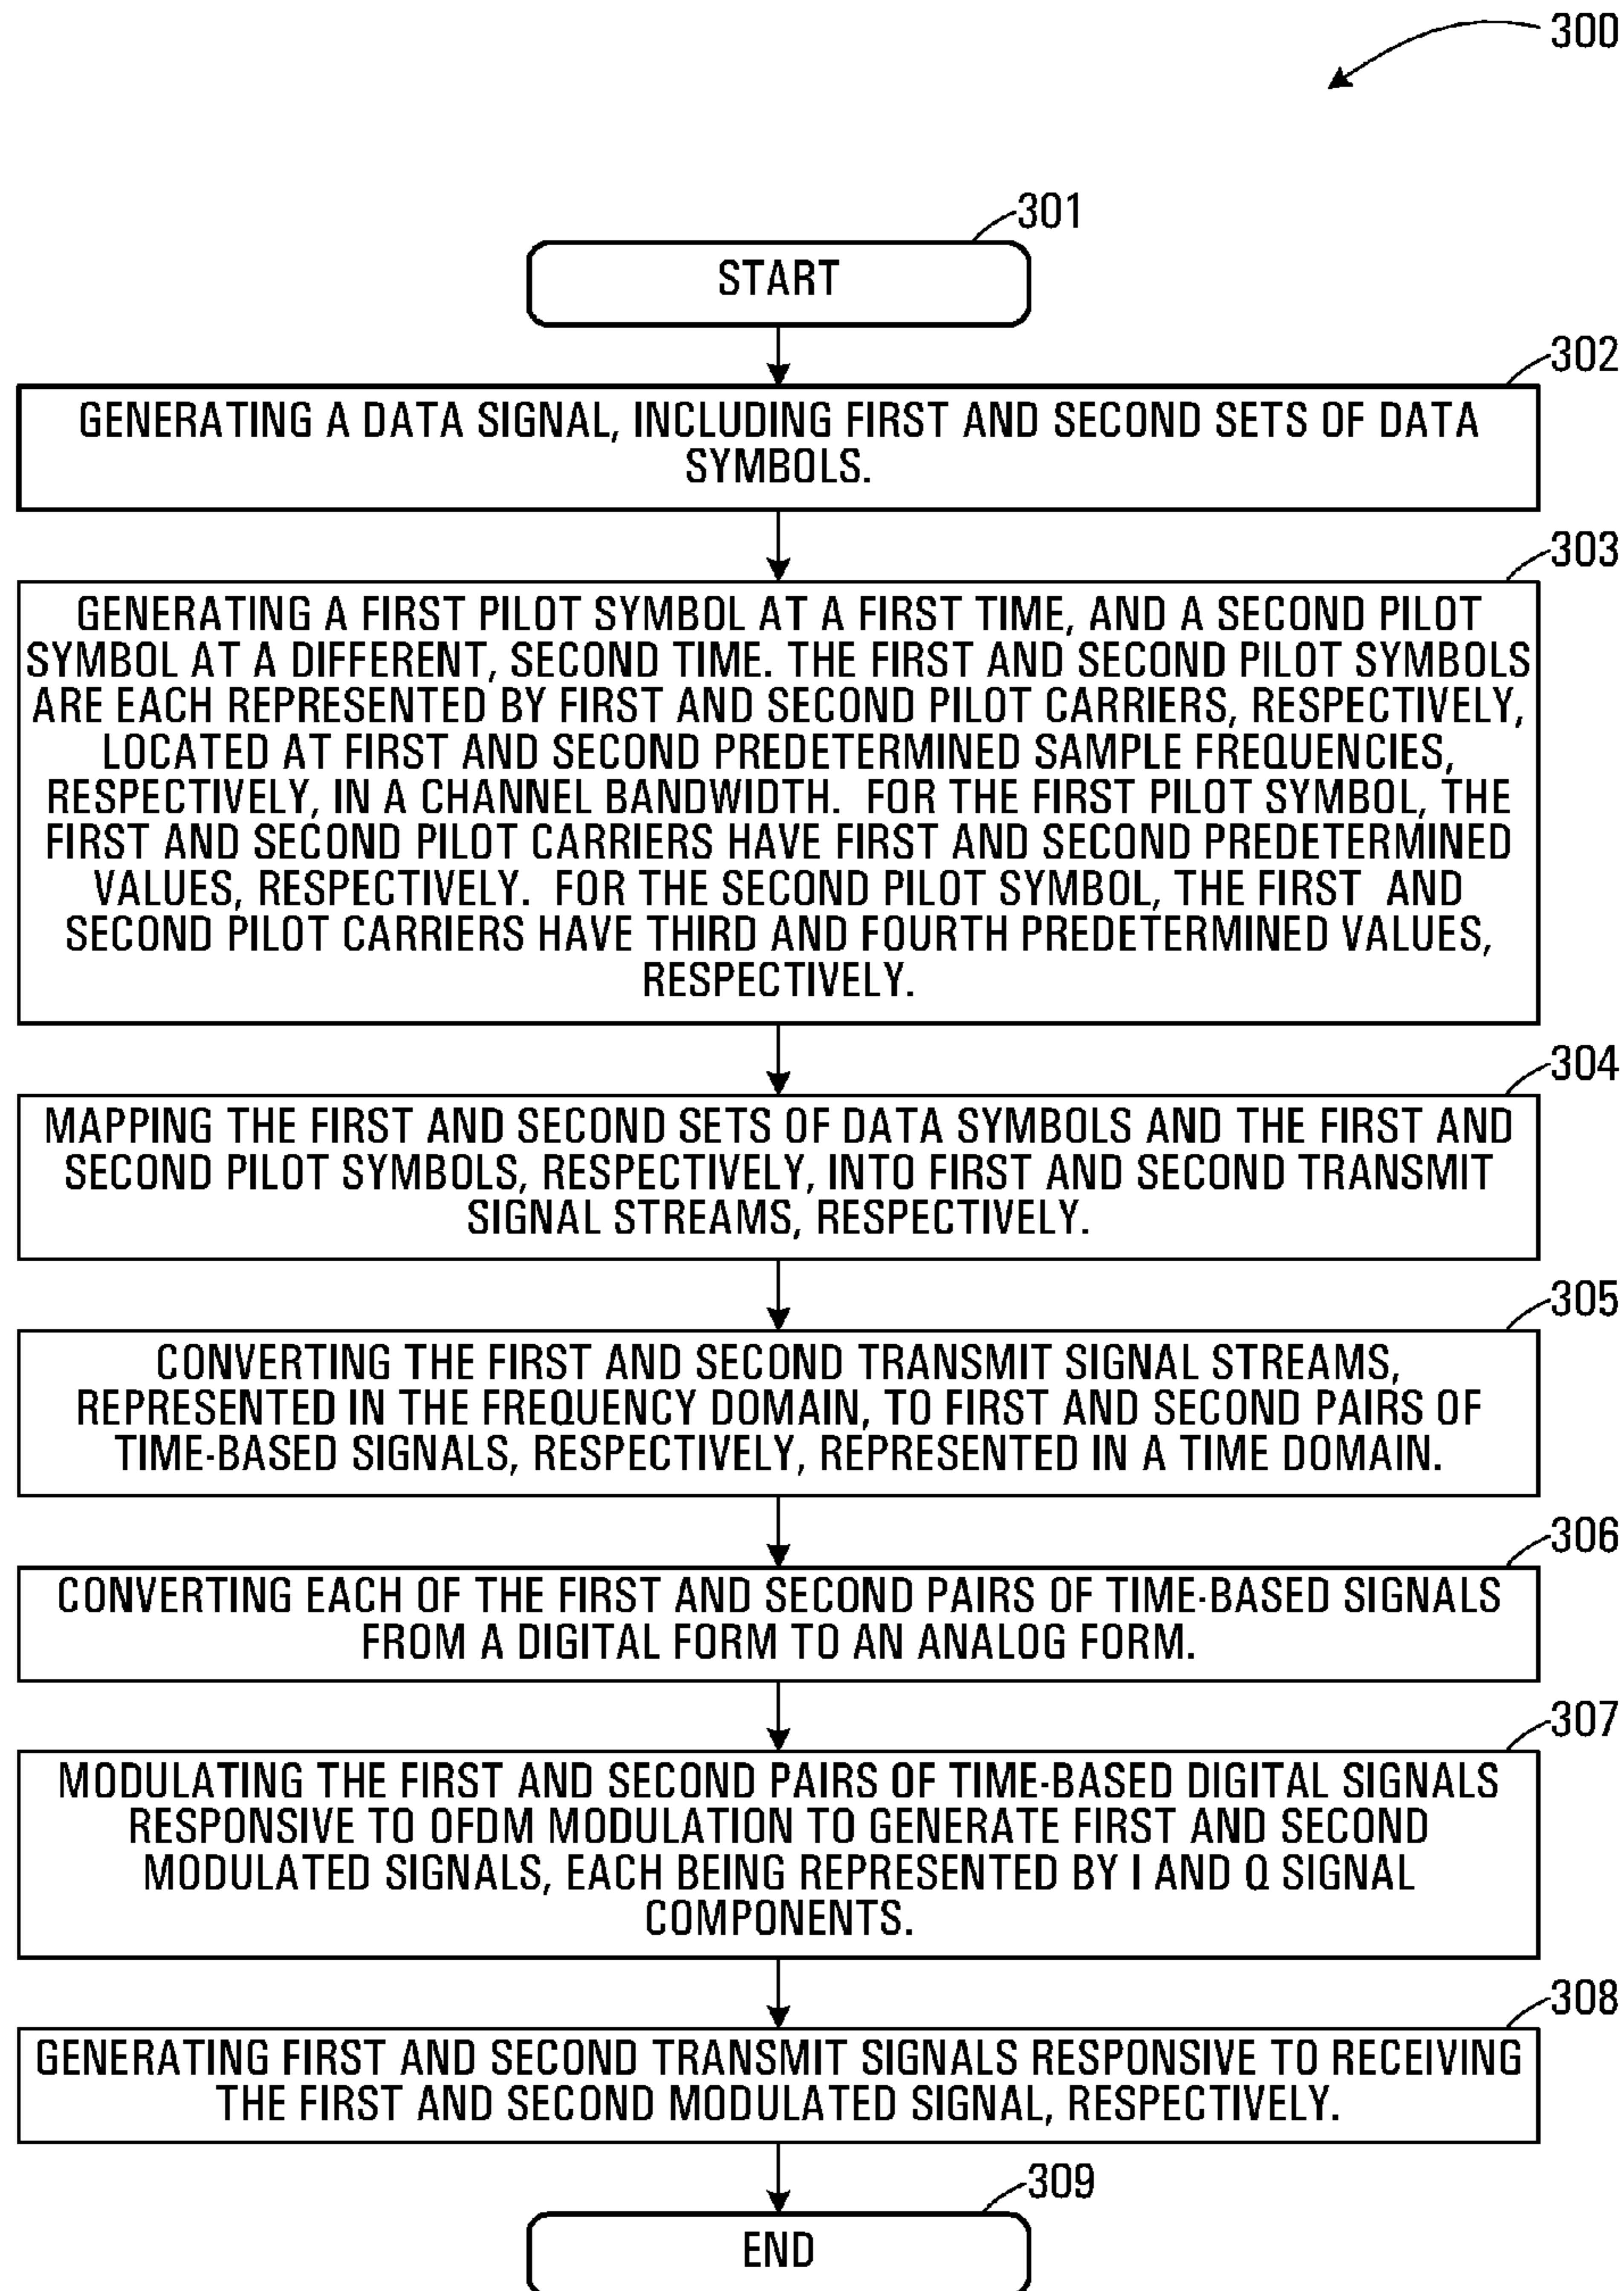 300
301
START
302
GENERATING A DATA SIGNAL, INCLUDING FIRST AND SECOND SETS OF DATA
SYMBOLS.
303
GENERATING A FIRST PILOT SYMBOL AT A FIRST TIME, AND A SECOND PILOT
SYMBOL AT A DIFFERENT, SECOND TIME. THE FIRST AND SECOND PILOT SYMBOLS
ARE EACH REPRESENTED BY FIRST AND SECOND PILOT CARRIERS, RESPECTIVELY,
LOCATED AT FIRST AND SECOND PREDETERMINED SAMPLE FREQUENCIES,
RESPECTIVELY, IN A CHANNEL BANDWIDTH. FOR THE FIRST PILOT SYMBOL, THE
FIRST AND SECOND PILOT CARRIERS HAVE FIRST AND SECOND PREDETERMINED
VALUES, RESPECTIVELY. FOR THE SECOND PILOT SYMBOL, THE FIRST AND
SECOND PILOT CARRIERS HAVE THIRD AND FOURTH PREDETERMINED VALUES,
RESPECTIVELY.
304
MAPPING THE FIRST AND SECOND SETS OF DATA SYMBOLS AND THE FIRST AND
SECOND PILOT SYMBOLS, RESPECTIVELY, INTO FIRST AND SECOND TRANSMIT
SIGNAL STREAMS, RESPECTIVELY.
305
CONVERTING THE FIRST AND SECOND TRANSMIT SIGNAL STREAMS,
REPRESENTED IN THE FREQUENCY DOMAIN, TO FIRST AND SECOND PAIRS OF
TIME-BASED SIGNALS, RESPECTIVELY, REPRESENTED IN A TIME DOMAIN.
306
CONVERTING EACH OF THE FIRST AND SECOND PAIRS OF TIME-BASED SIGNALS
FROM A DIGITAL FORM TO AN ANALOG FORM.
307
MODULATING THE FIRST AND SECOND PAIRS OF TIME-BASED DIGITAL SIGNALS
RESPONSIVE TO OFDM MODULATION TO GENERATE FIRST AND SECOND
MODULATED SIGNALS, EACH BEING REPRESENTED BY I AND Q SIGNAL
COMPONENTS.
308
GENERATING FIRST AND SECOND TRANSMIT SIGNALS RESPONSIVE TO RECEIVING
THE FIRST AND SECOND MODULATED SIGNAL, RESPECTIVELY.
309
END